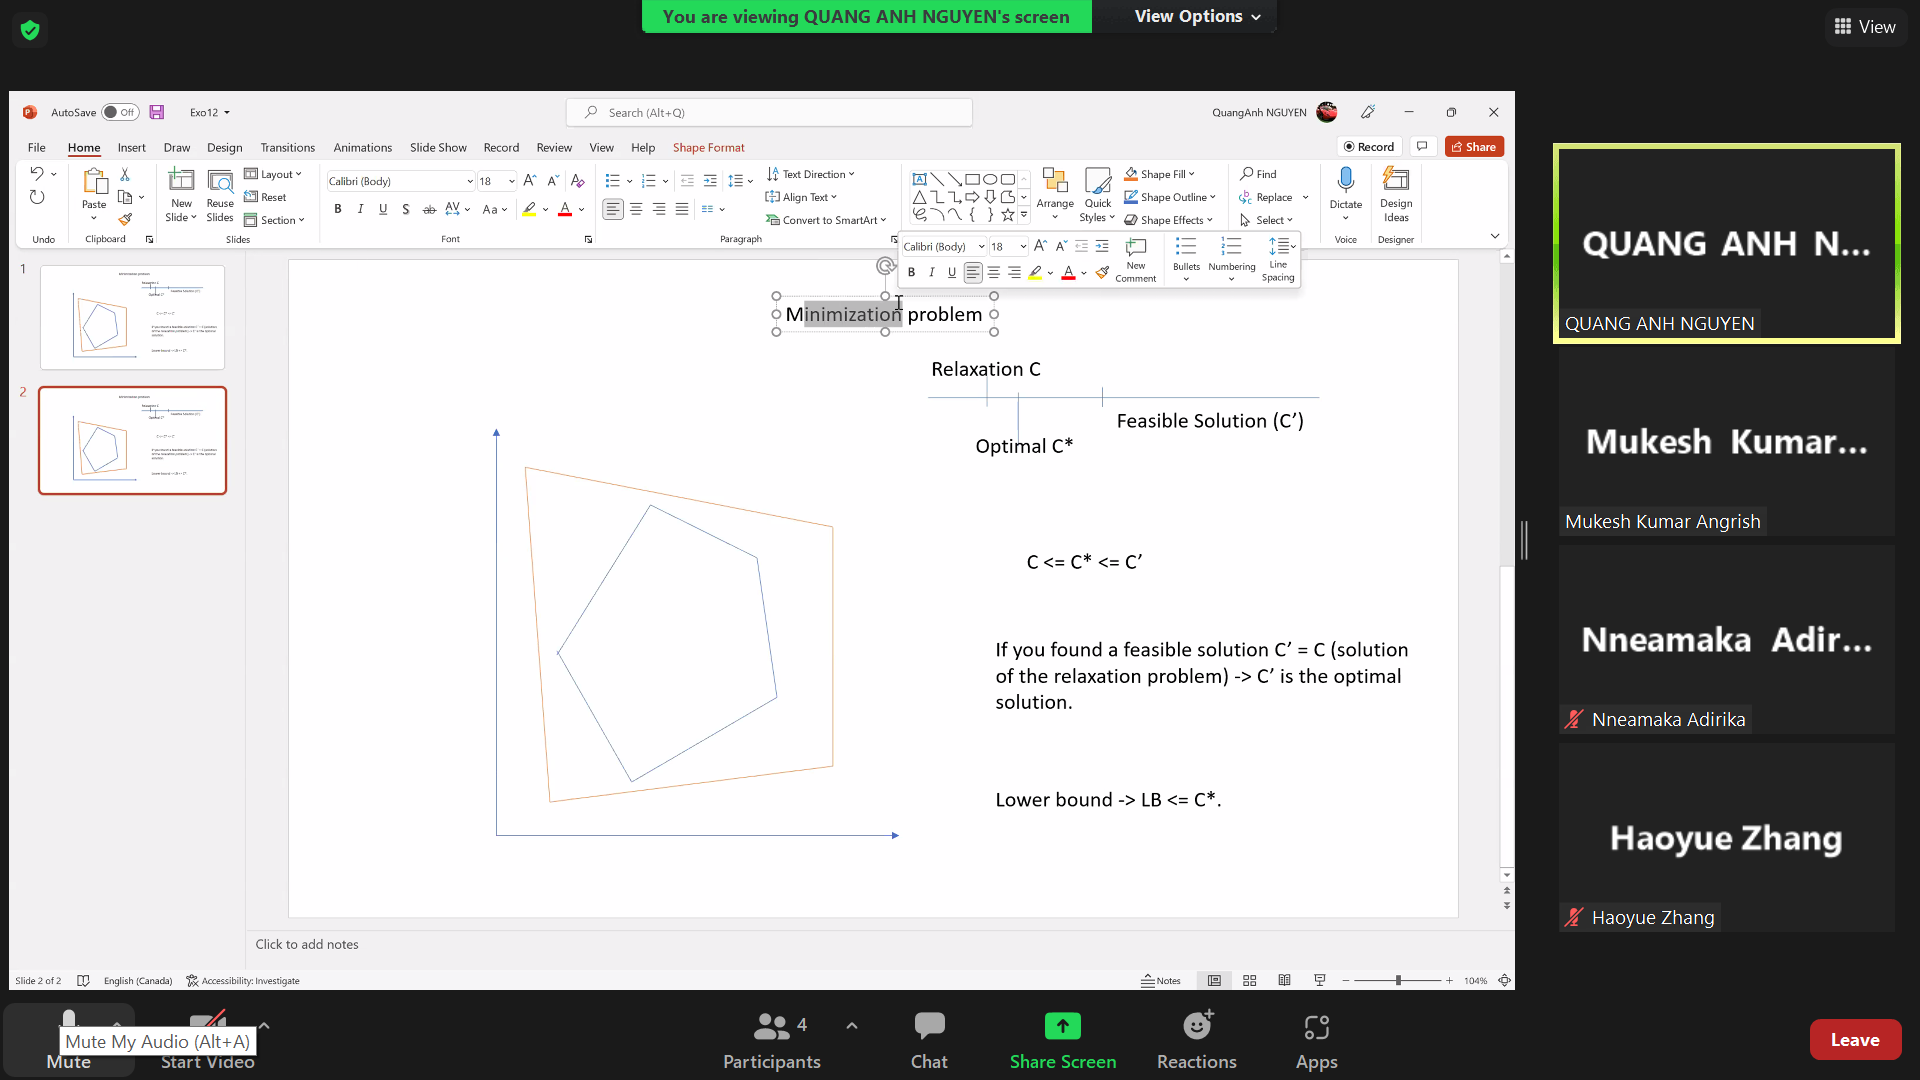 You are viewing QUANG ANH NGUYEN's screen
View Options
View
AutoSave Off
Exo12
Search (Alt+Q)
QuangAnh NGUYEN
File Home Insert Draw Design Transitions Animations Slide Show Record Review View Help Shape Format
Record
Share
Paste
New Slide
Reuse Slides
Layout
Reset
Section
Calibri (Body) 18
Text Direction
Align Text
Convert to SmartArt
Arrange
Quick Styles
Shape Fill
Shape Outline
Shape Effects
Find
Replace
Select
Dictate
Design Ideas
Undo Clipboard Slides Font Paragraph Voice Designer
Calibri (Body) 18
New Comment
Bullets
Numbering
Line Spacing
1
2
Minimization problem
Relaxation C
Feasible Solution (C’)
Optimal C*
C <= C* <= C’
If you found a feasible solution C’ = C (solution
of the relaxation problem) -> C’ is the optimal
solution.
Lower bound -> LB <= C*.
Click to add notes
Slide 2 of 2 English (Canada) Accessibility: Investigate
Notes
104%
QUANG ANH N...
QUANG ANH NGUYEN
Mukesh Kumar...
Mukesh Kumar Angrish
Nneamaka Adir...
Nneamaka Adirika
Haoyue Zhang
Haoyue Zhang
Mute My Audio (Alt+A)
Mute
Start Video
4
Participants
Chat
Share Screen
Reactions
Apps
Leave